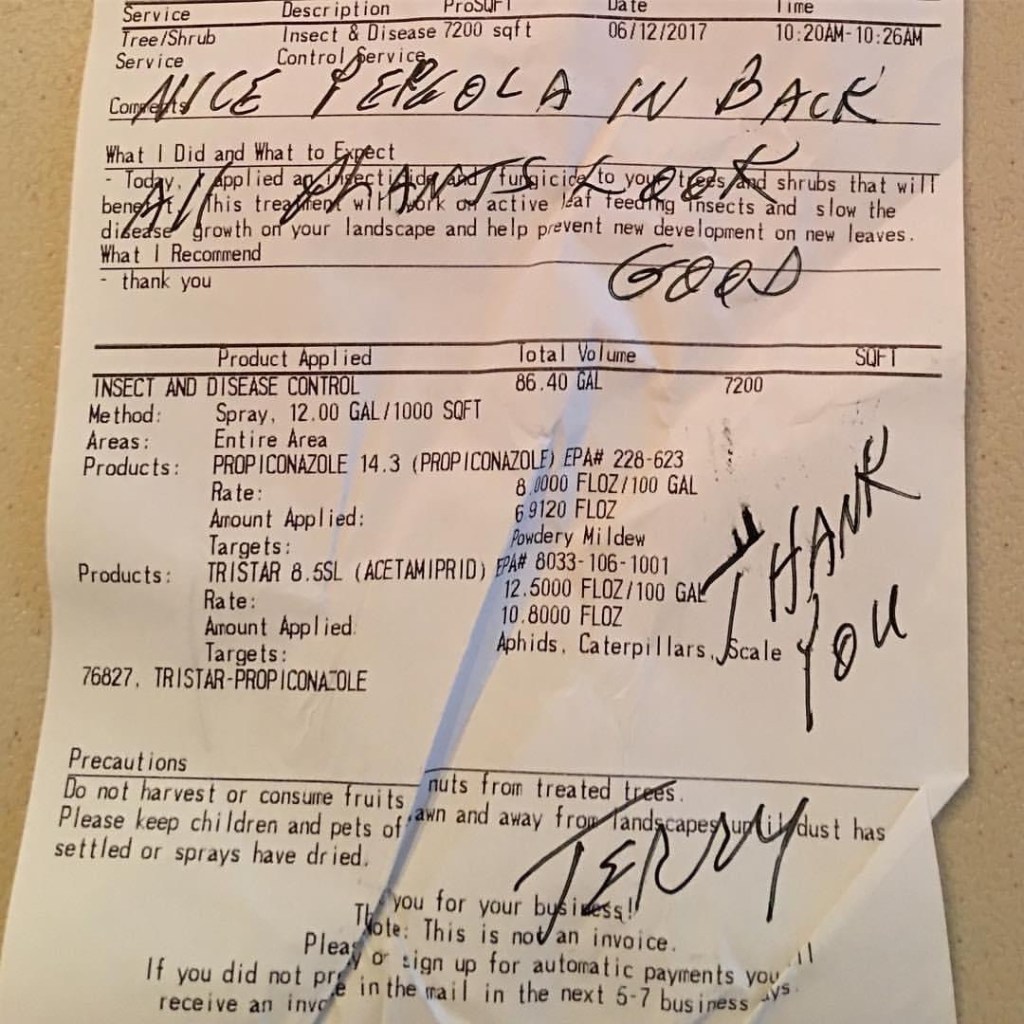 Service Description ProSQFT Date Time
Tree/Shrub Insect & Disease 7200 sqft 06/12/2017 10:20AM-10:26AM
Service Control Service
Comments NICE PERGOLA IN BACK
What I Did and What to Expect
- Today, I applied an insecticide and fungicide to your trees and shrubs that will
benefit. This treatment will work on active leaf feeding insects and slow the
All PLANTS LOOK
disease growth on your landscape and help prevent new development on new leaves.
What I Recommend
GOOD
- thank you
Product Applied Total Volume SQFT
INSECT AND DISEASE CONTROL 86.40 GAL 7200
Method: Spray, 12.00 GAL/1000 SQFT
Areas: Entire Area
Products: PROPICONAZOLE 14.3 (PROPICONAZOLE) EPA# 228-623
Rate: 8.0000 FLOZ/100 GAL
Amount Applied: 6.9120 FLOZ
Targets: Powdery Mildew
Products: TRISTAR 8.5SL (ACETAMIPRID) EPA# 8033-106-1001
Rate: 12.5000 FLOZ/100 GAL
Amount Applied: 10.8000 FLOZ
Targets: Aphids, Caterpillars, Scale
THANK
YOU
76827, TRISTAR-PROPICONAZOLE
Precautions
Do not harvest or consume fruits nuts from treated trees.
Please keep children and pets of lawn and away from landscapes until dust has
settled or sprays have dried.
JERRY
you for your business!
Note: This is not an invoice.
or sign up for automatic payments you
If you did not in the mail in the next 5-7 business
receive an